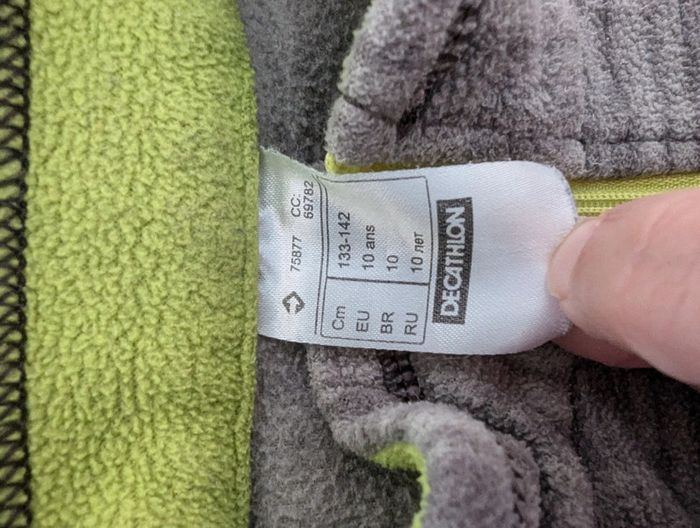 DECATHLON
RU 10 лет
BR 10
EU 10 ans
Cm 133-142
75877 CC:
69782